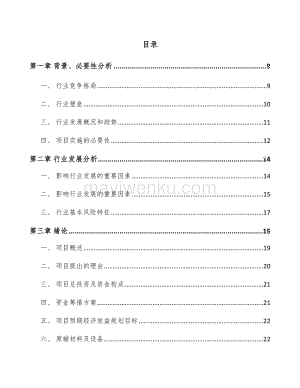 目录
第一章 背景、必要性分析 8
一、 行业竞争格局 9
二、 行业壁垒 10
三、 行业发展概况和趋势 11
四、 项目实施的必要性 12
第二章 行业发展分析 14
一、 影响行业发展的重要因素 14
二、 影响行业发展的重要因素 15
三、 行业基本风险特征 17
第三章 绪论 19
一、 项目概述 19
二、 项目提出的理由 20
三、 项目总投资及资金构成 21
四、 资金筹措方案 21
五、 项目预期经济效益规划目标 22
六、 原辅材料及设备 22